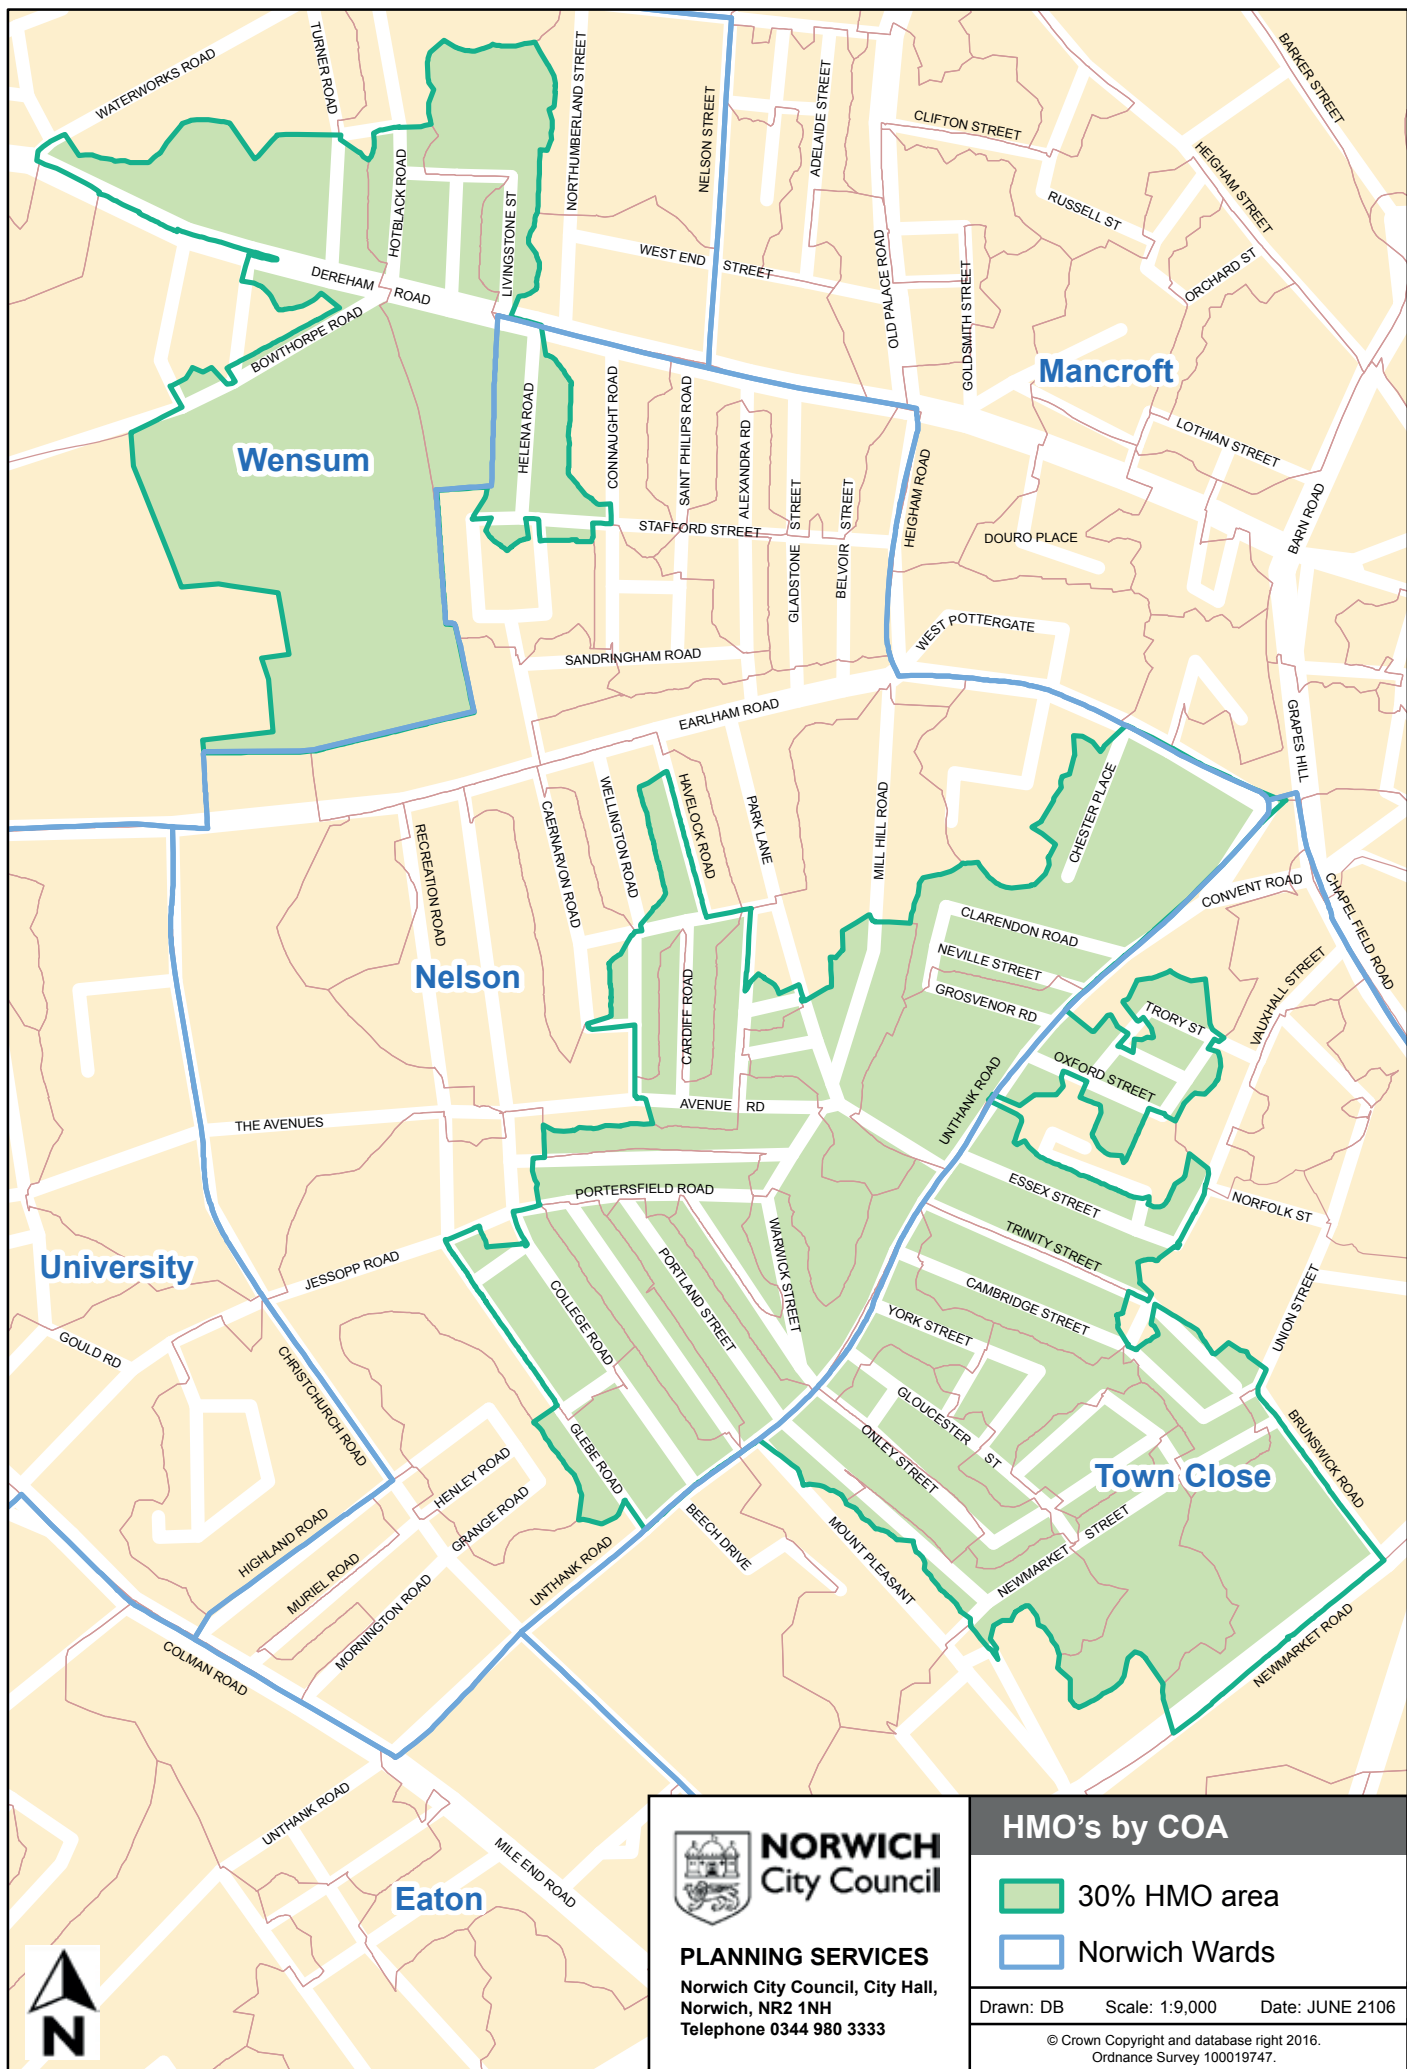 WATERWORKS ROAD
TURNER ROAD
NORTHUMBERLAND STREET
NELSON STREET
ADELAIDE STREET
CLIFTON STREET
BARKER STREET
HEIGHAM STREET
RUSSELL ST
ORCHARD ST
HOTBLACK ROAD
LIVINGSTONE ST
WEST END STREET
OLD PALACE ROAD
GOLDSMITH STREET
DEREHAM ROAD
BOWTHORPE ROAD
Mancroft
Wensum
HELENA ROAD
CONNAUGHT ROAD
SAINT PHILIPS ROAD
ALEXANDRA RD
GLADSTONE STREET
BELVOIR STREET
HEIGHAM ROAD
LOTHIAN STREET
BARN ROAD
STAFFORD STREET
DOURO PLACE
WEST POTTERGATE
SANDRINGHAM ROAD
EARLHAM ROAD
GRAPES HILL
HAVELOCK ROAD
WELLINGTON ROAD
CAERNARVON ROAD
RECREATION ROAD
PARK LANE
MILL HILL ROAD
CHESTER PLACE
CONVENT ROAD
CHAPEL FIELD ROAD
CLARENDON ROAD
NEVILLE STREET
GROSVENOR RD
Nelson
CARDIFF ROAD
VAUXHALL STREET
TRORY ST
OXFORD STREET
UNTHANK ROAD
AVENUE RD
THE AVENUES
PORTERSFIELD ROAD
ESSEX STREET
NORFOLK ST
TRINITY STREET
WARWICK STREET
University
JESSOPP ROAD
PORTLAND STREET
COLLEGE ROAD
CAMBRIDGE STREET
YORK STREET
UNION STREET
GOULD RD
CHRISTCHURCH ROAD
GLOUCESTER ST
ONLEY STREET
BRUNSWICK ROAD
GLEBE ROAD
Town Close
HENLEY ROAD
GRANGE ROAD
HIGHLAND ROAD
MURIEL ROAD
MORNINGTON ROAD
UNTHANK ROAD
BEECH DRIVE
MOUNT PLEASANT
NEWMARKET STREET
NEWMARKET ROAD
COLMAN ROAD
UNTHANK ROAD
MILE END ROAD
Eaton
N
NORWICH
City Council
PLANNING SERVICES
Norwich City Council, City Hall,
Norwich, NR2 1NH
Telephone 0344 980 3333
HMO's by COA
30% HMO area
Norwich Wards
Drawn: DB Scale: 1:9,000 Date: JUNE 2106
© Crown Copyright and database right 2016.
Ordnance Survey 100019747.